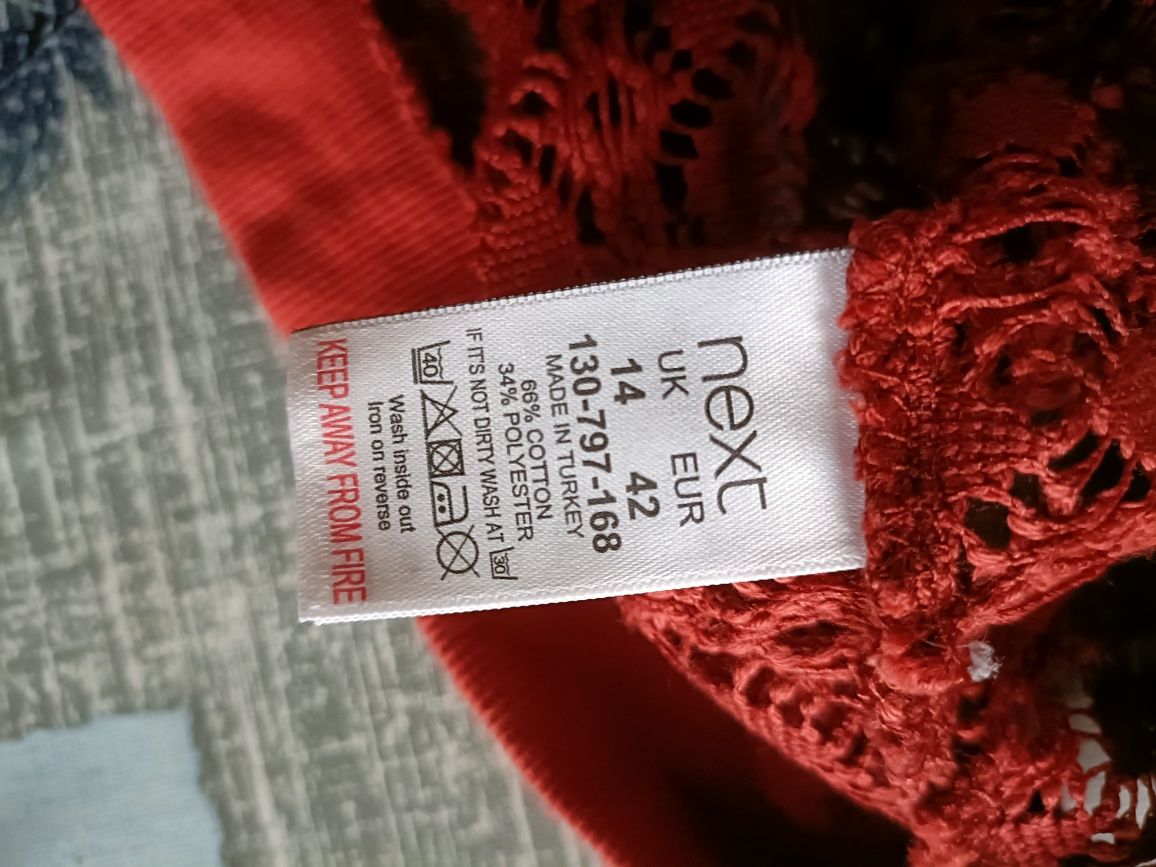 next
UK EUR
14 42
130-797-168
MADE IN TURKEY
66% COTTON
34% POLYESTER
IF IT'S NOT DIRTY WASH AT 30
40
Wash inside out
Iron on reverse
KEEP AWAY FROM FIRE